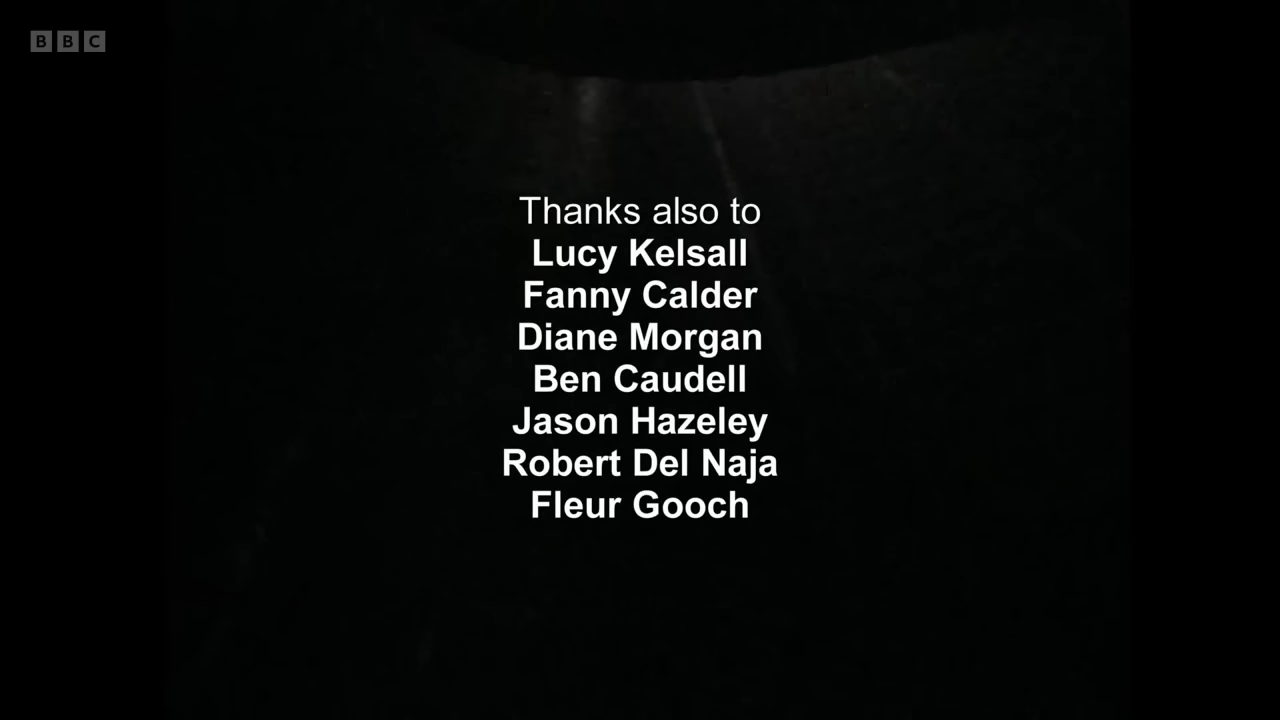 BBC
Thanks also to
Lucy Kelsall
Fanny Calder
Diane Morgan
Ben Caudell
Jason Hazeley
Robert Del Naja
Fleur Gooch